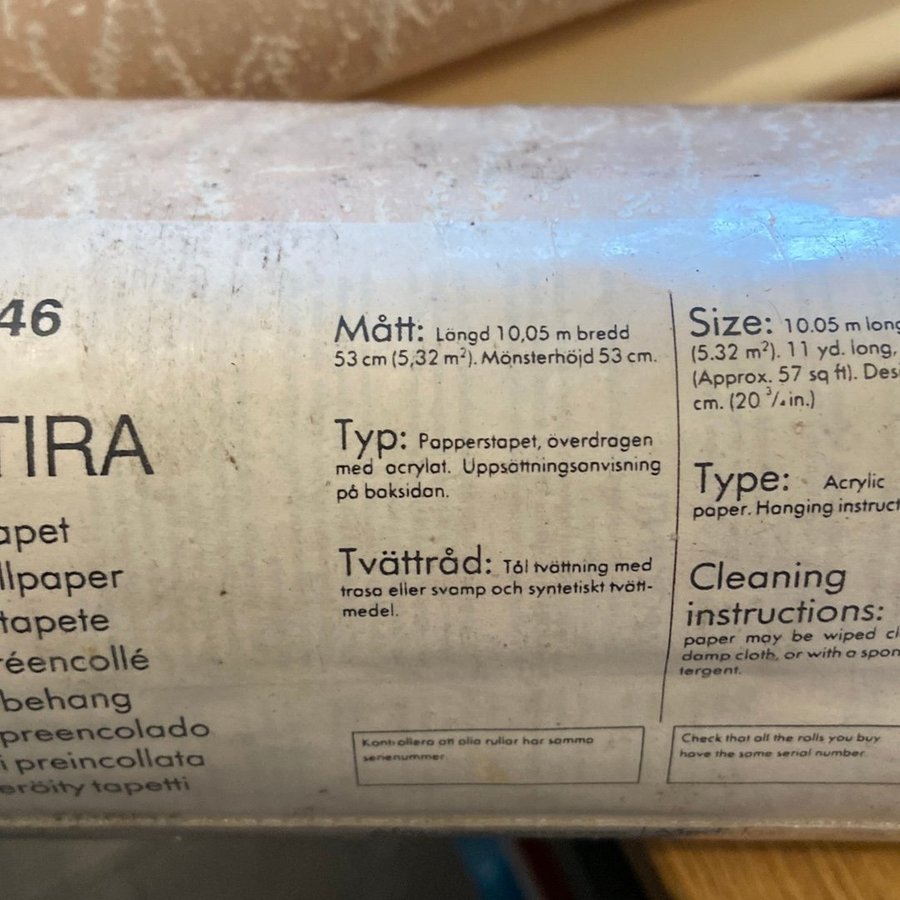 46
TIRA
apet
llpaper
tapete
réencollé
behang
preencolado
i preincollata
eröity tapetti
Mått: Längd 10,05 m bredd
53 cm (5,32 m²). Mönsterhöjd 53 cm.
Typ: Papperstapet, överdragen
med acrylat. Uppsättningsanvisning
på baksidan.
Tvättråd: Tål tvättning med
trasa eller svamp och syntetiskt tvätt-
medel.
Kontrollera att alla rullar har samma
serienummer.
Size: 10.05 m long
(5.32 m²). 11 yd. long,
(Approx. 57 sq ft). Des
cm. (20 ³/₄ in.)
Type: Acrylic
paper. Hanging instruct
Cleaning
instructions:
paper may be wiped cl
damp cloth, or with a spon
tergent.
Check that all the rolls you buy
have the same serial number.